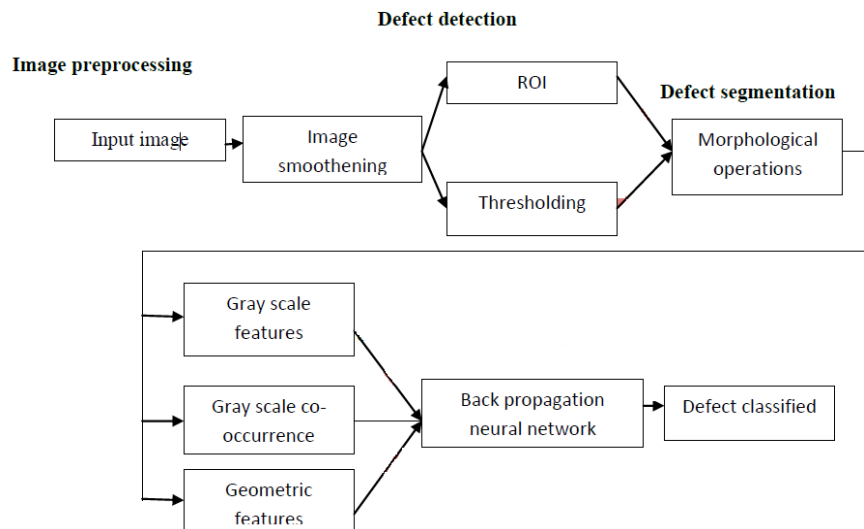 Defect detection
Image preprocessing
ROI
Defect segmentation
Input image
Image
smoothening
Morphological
operations
Thresholding
Gray scale
features
Gray scale co-
occurrence
Back propagation
neural network
Defect classified
Geometric
features